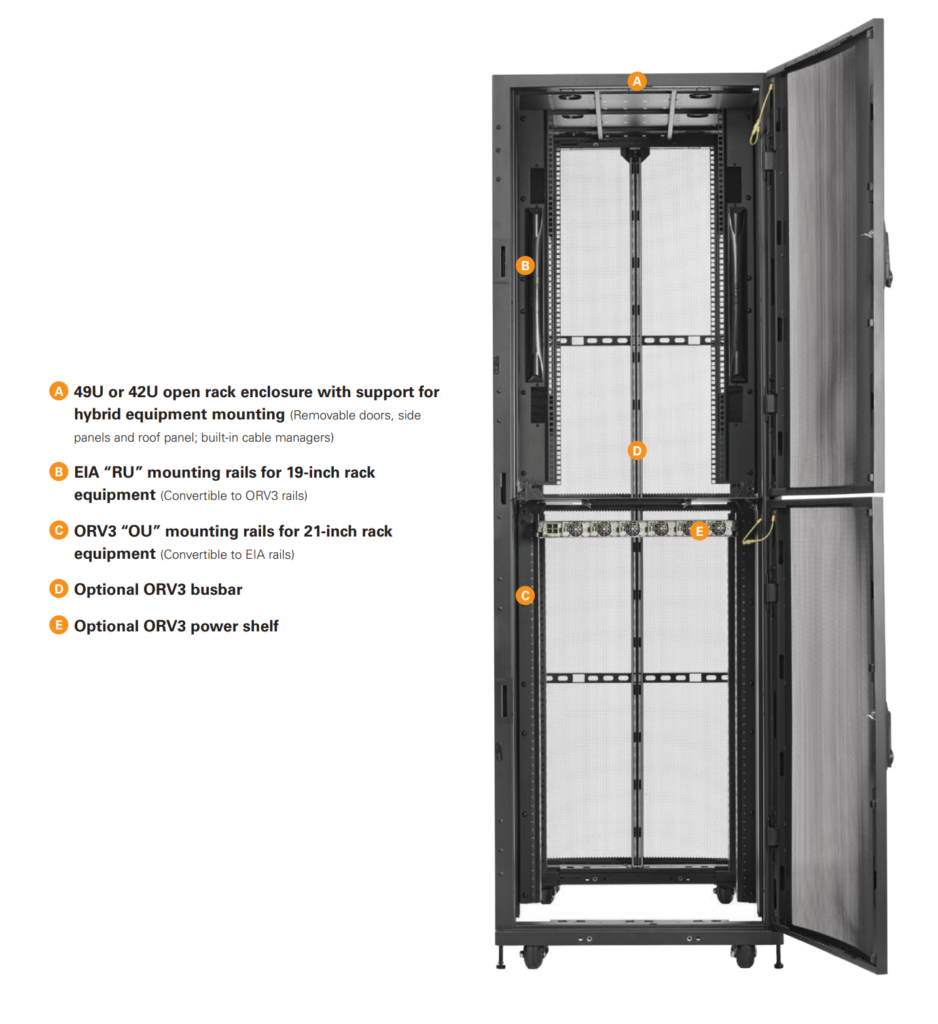 A 49U or 42U open rack enclosure with support for
hybrid equipment mounting (Removable doors, side
panels and roof panel; built-in cable managers)
B EIA “RU” mounting rails for 19-inch rack
equipment (Convertible to ORV3 rails)
C ORV3 “OU” mounting rails for 21-inch rack
equipment (Convertible to EIA rails)
D Optional ORV3 busbar
E Optional ORV3 power shelf
A
B
D
E
C